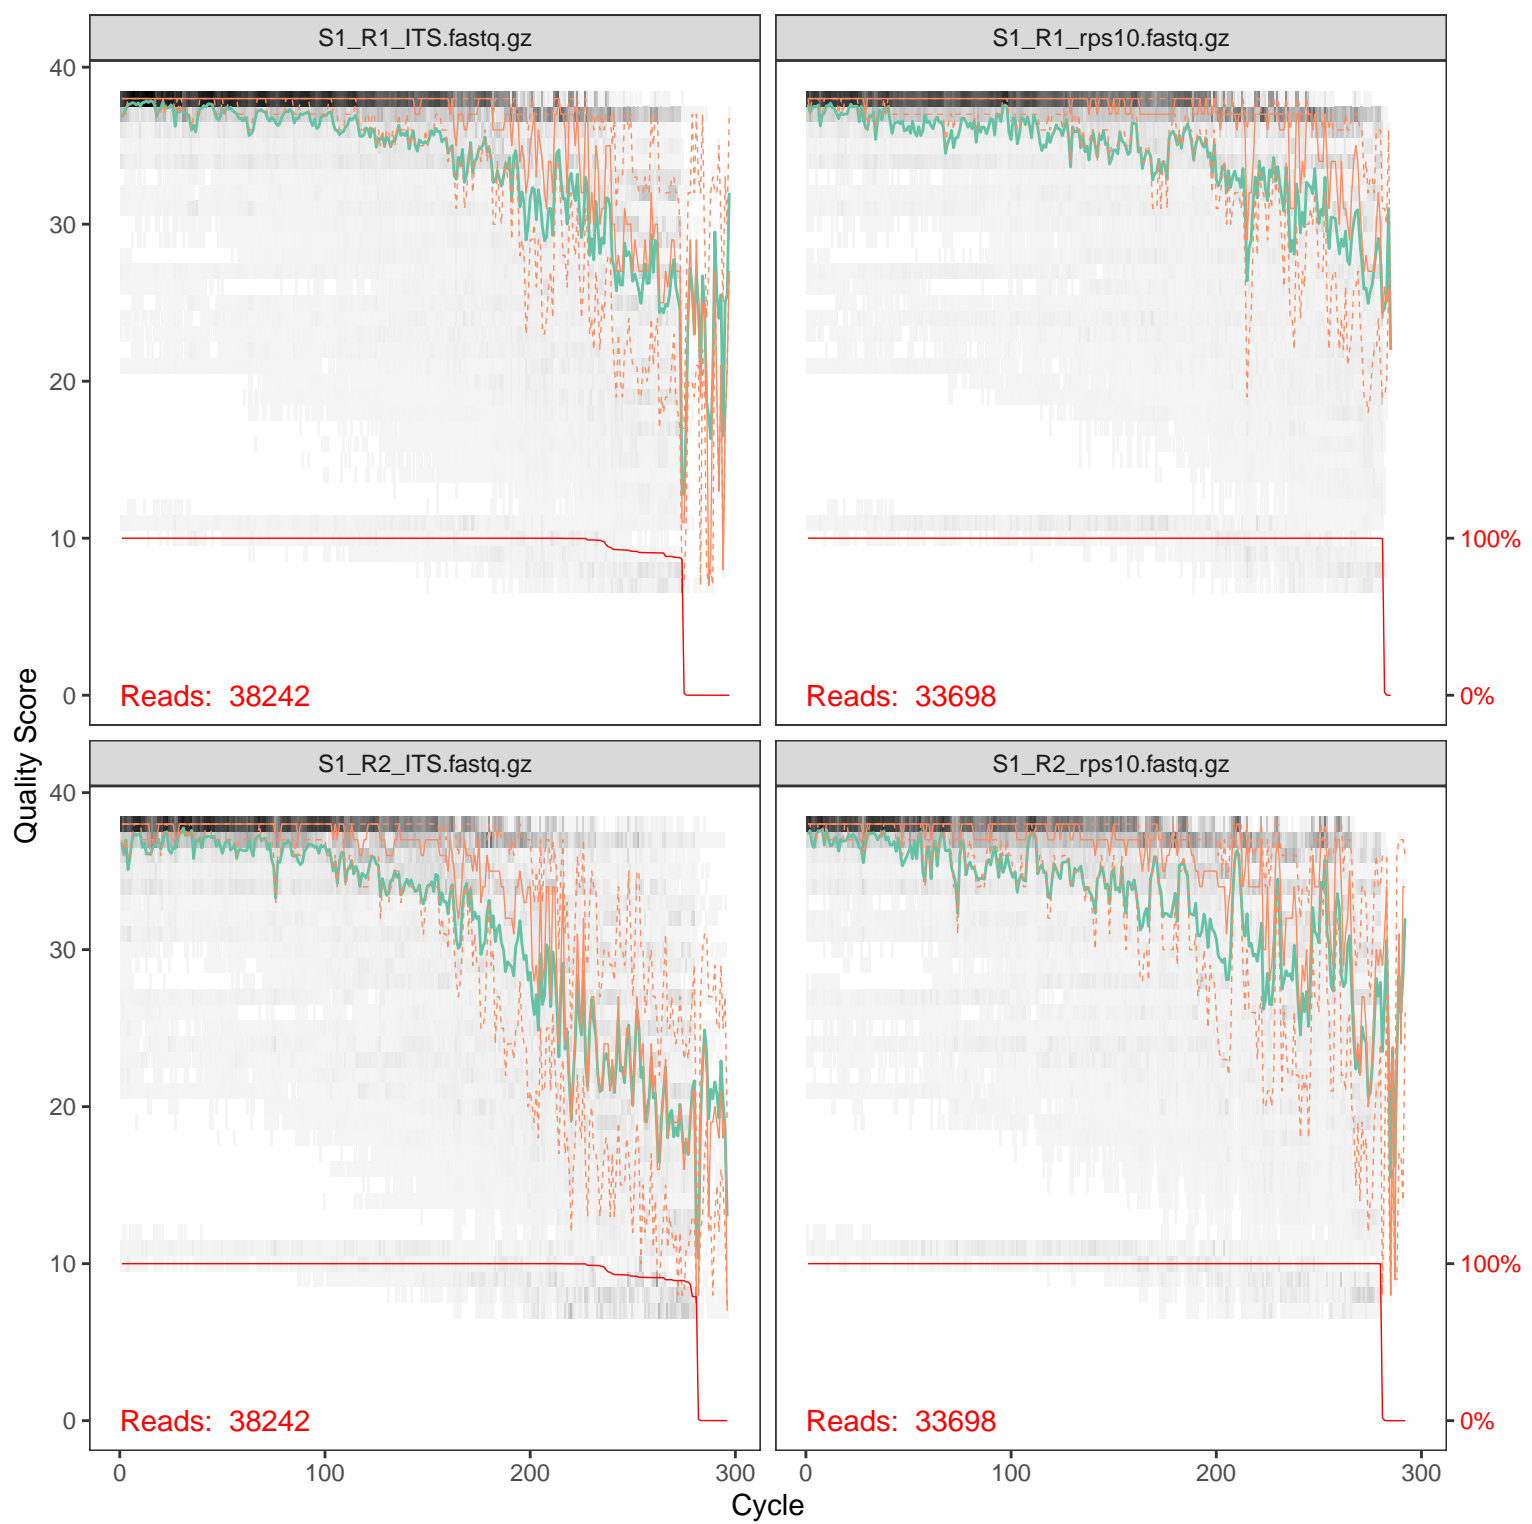 S1_R1_ITS.fastq.gz
S1_R1_rps10.fastq.gz
40
30
20
10
0
100%
0%
Reads: 38242
Reads: 33698
Quality Score
S1_R2_ITS.fastq.gz
S1_R2_rps10.fastq.gz
40
30
20
10
0
100%
0%
Reads: 38242
Reads: 33698
0 100 200 300
0 100 200 300
Cycle